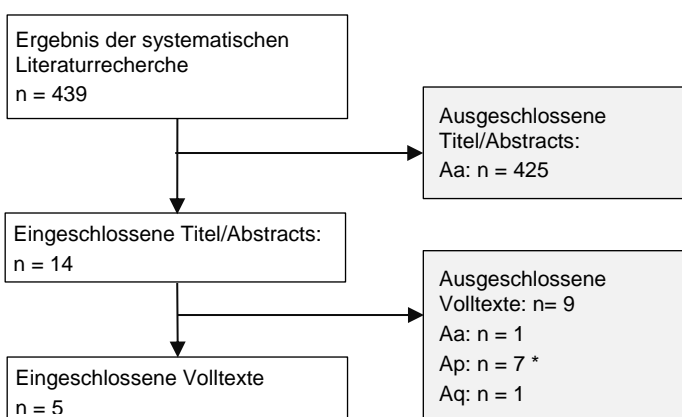 Ergebnis der systematischen
Literaturrecherche
n = 439
Ausgeschlossene
Titel/Abstracts:
Aa: n = 425
Eingeschlossene Titel/Abstracts:
n = 14
Ausgeschlossene
Volltexte: n= 9
Aa: n = 1
Ap: n = 7 *
Aq: n = 1
Eingeschlossene Volltexte
n = 5